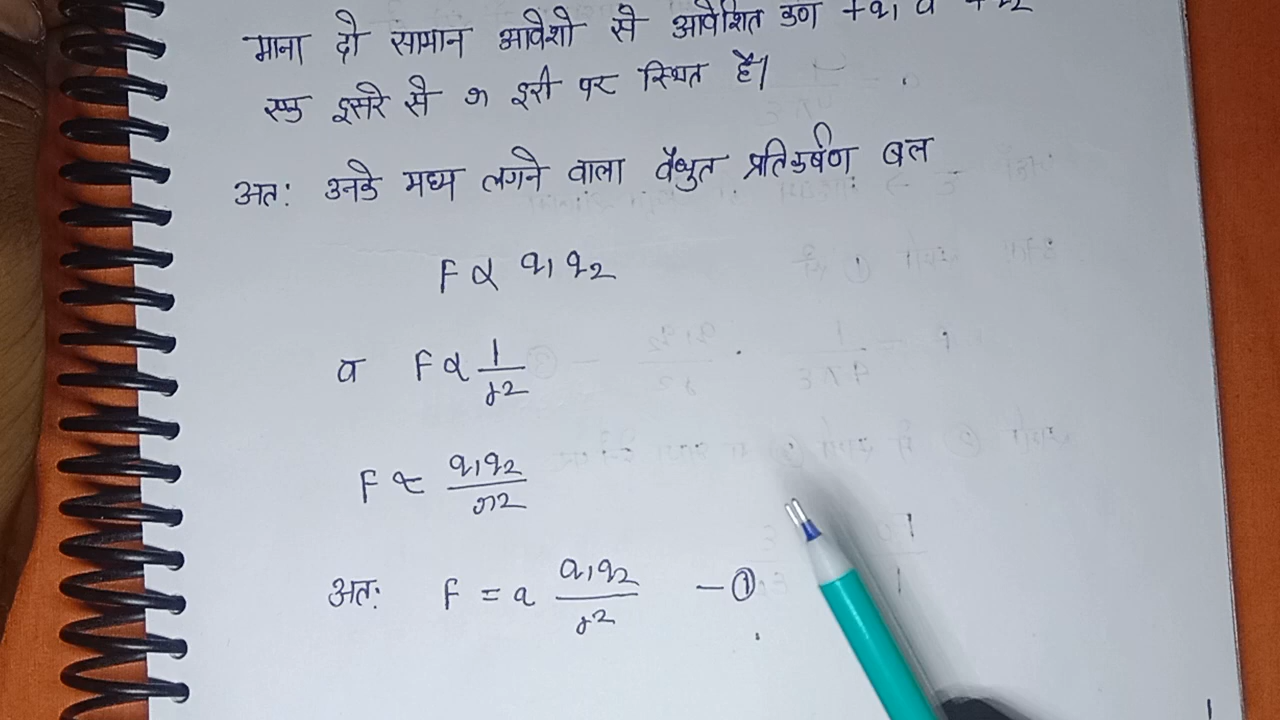 माना दो सामान आवेशो से आवेशित कण +q₁ व +q₂
एक दूसरे से r दूरी पर स्थित है।
अतः उनके मध्य लगने वाला वैधुत प्रतिकर्षण बल
F ∝ q₁q₂
व F ∝ 1/r²
F ∝ q₁q₂/r²
अतः F = a q₁q₂/r² - ①